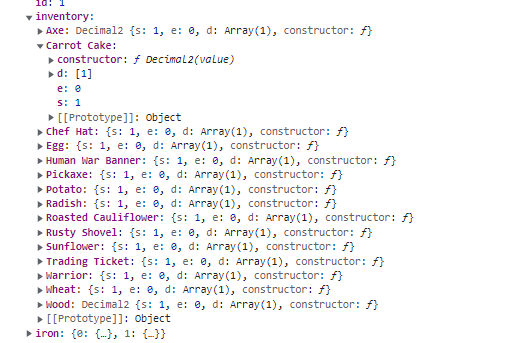 id: 1
▼ inventory:
▶ Axe: Decimal2 {s: 1, e: 0, d: Array(1), constructor: ƒ}
▼ Carrot Cake:
▶ constructor: ƒ Decimal2(value)
▶ d: [1]
e: 0
s: 1
▶ [[Prototype]]: Object
▶ Chef Hat: {s: 1, e: 0, d: Array(1), constructor: ƒ}
▶ Egg: {s: 1, e: 0, d: Array(1), constructor: ƒ}
▶ Human War Banner: {s: 1, e: 0, d: Array(1), constructor: ƒ}
▶ Pickaxe: {s: 1, e: 0, d: Array(1), constructor: ƒ}
▶ Potato: {s: 1, e: 0, d: Array(1), constructor: ƒ}
▶ Radish: {s: 1, e: 0, d: Array(1), constructor: ƒ}
▶ Roasted Cauliflower: {s: 1, e: 0, d: Array(1), constructor: ƒ}
▶ Rusty Shovel: {s: 1, e: 0, d: Array(1), constructor: ƒ}
▶ Sunflower: {s: 1, e: 0, d: Array(1), constructor: ƒ}
▶ Trading Ticket: {s: 1, e: 0, d: Array(1), constructor: ƒ}
▶ Warrior: {s: 1, e: 0, d: Array(1), constructor: ƒ}
▶ Wheat: {s: 1, e: 0, d: Array(1), constructor: ƒ}
▶ Wood: Decimal2 {s: 1, e: 0, d: Array(1), constructor: ƒ}
▶ [[Prototype]]: Object
▶ iron: {0: {…}, 1: {…}}